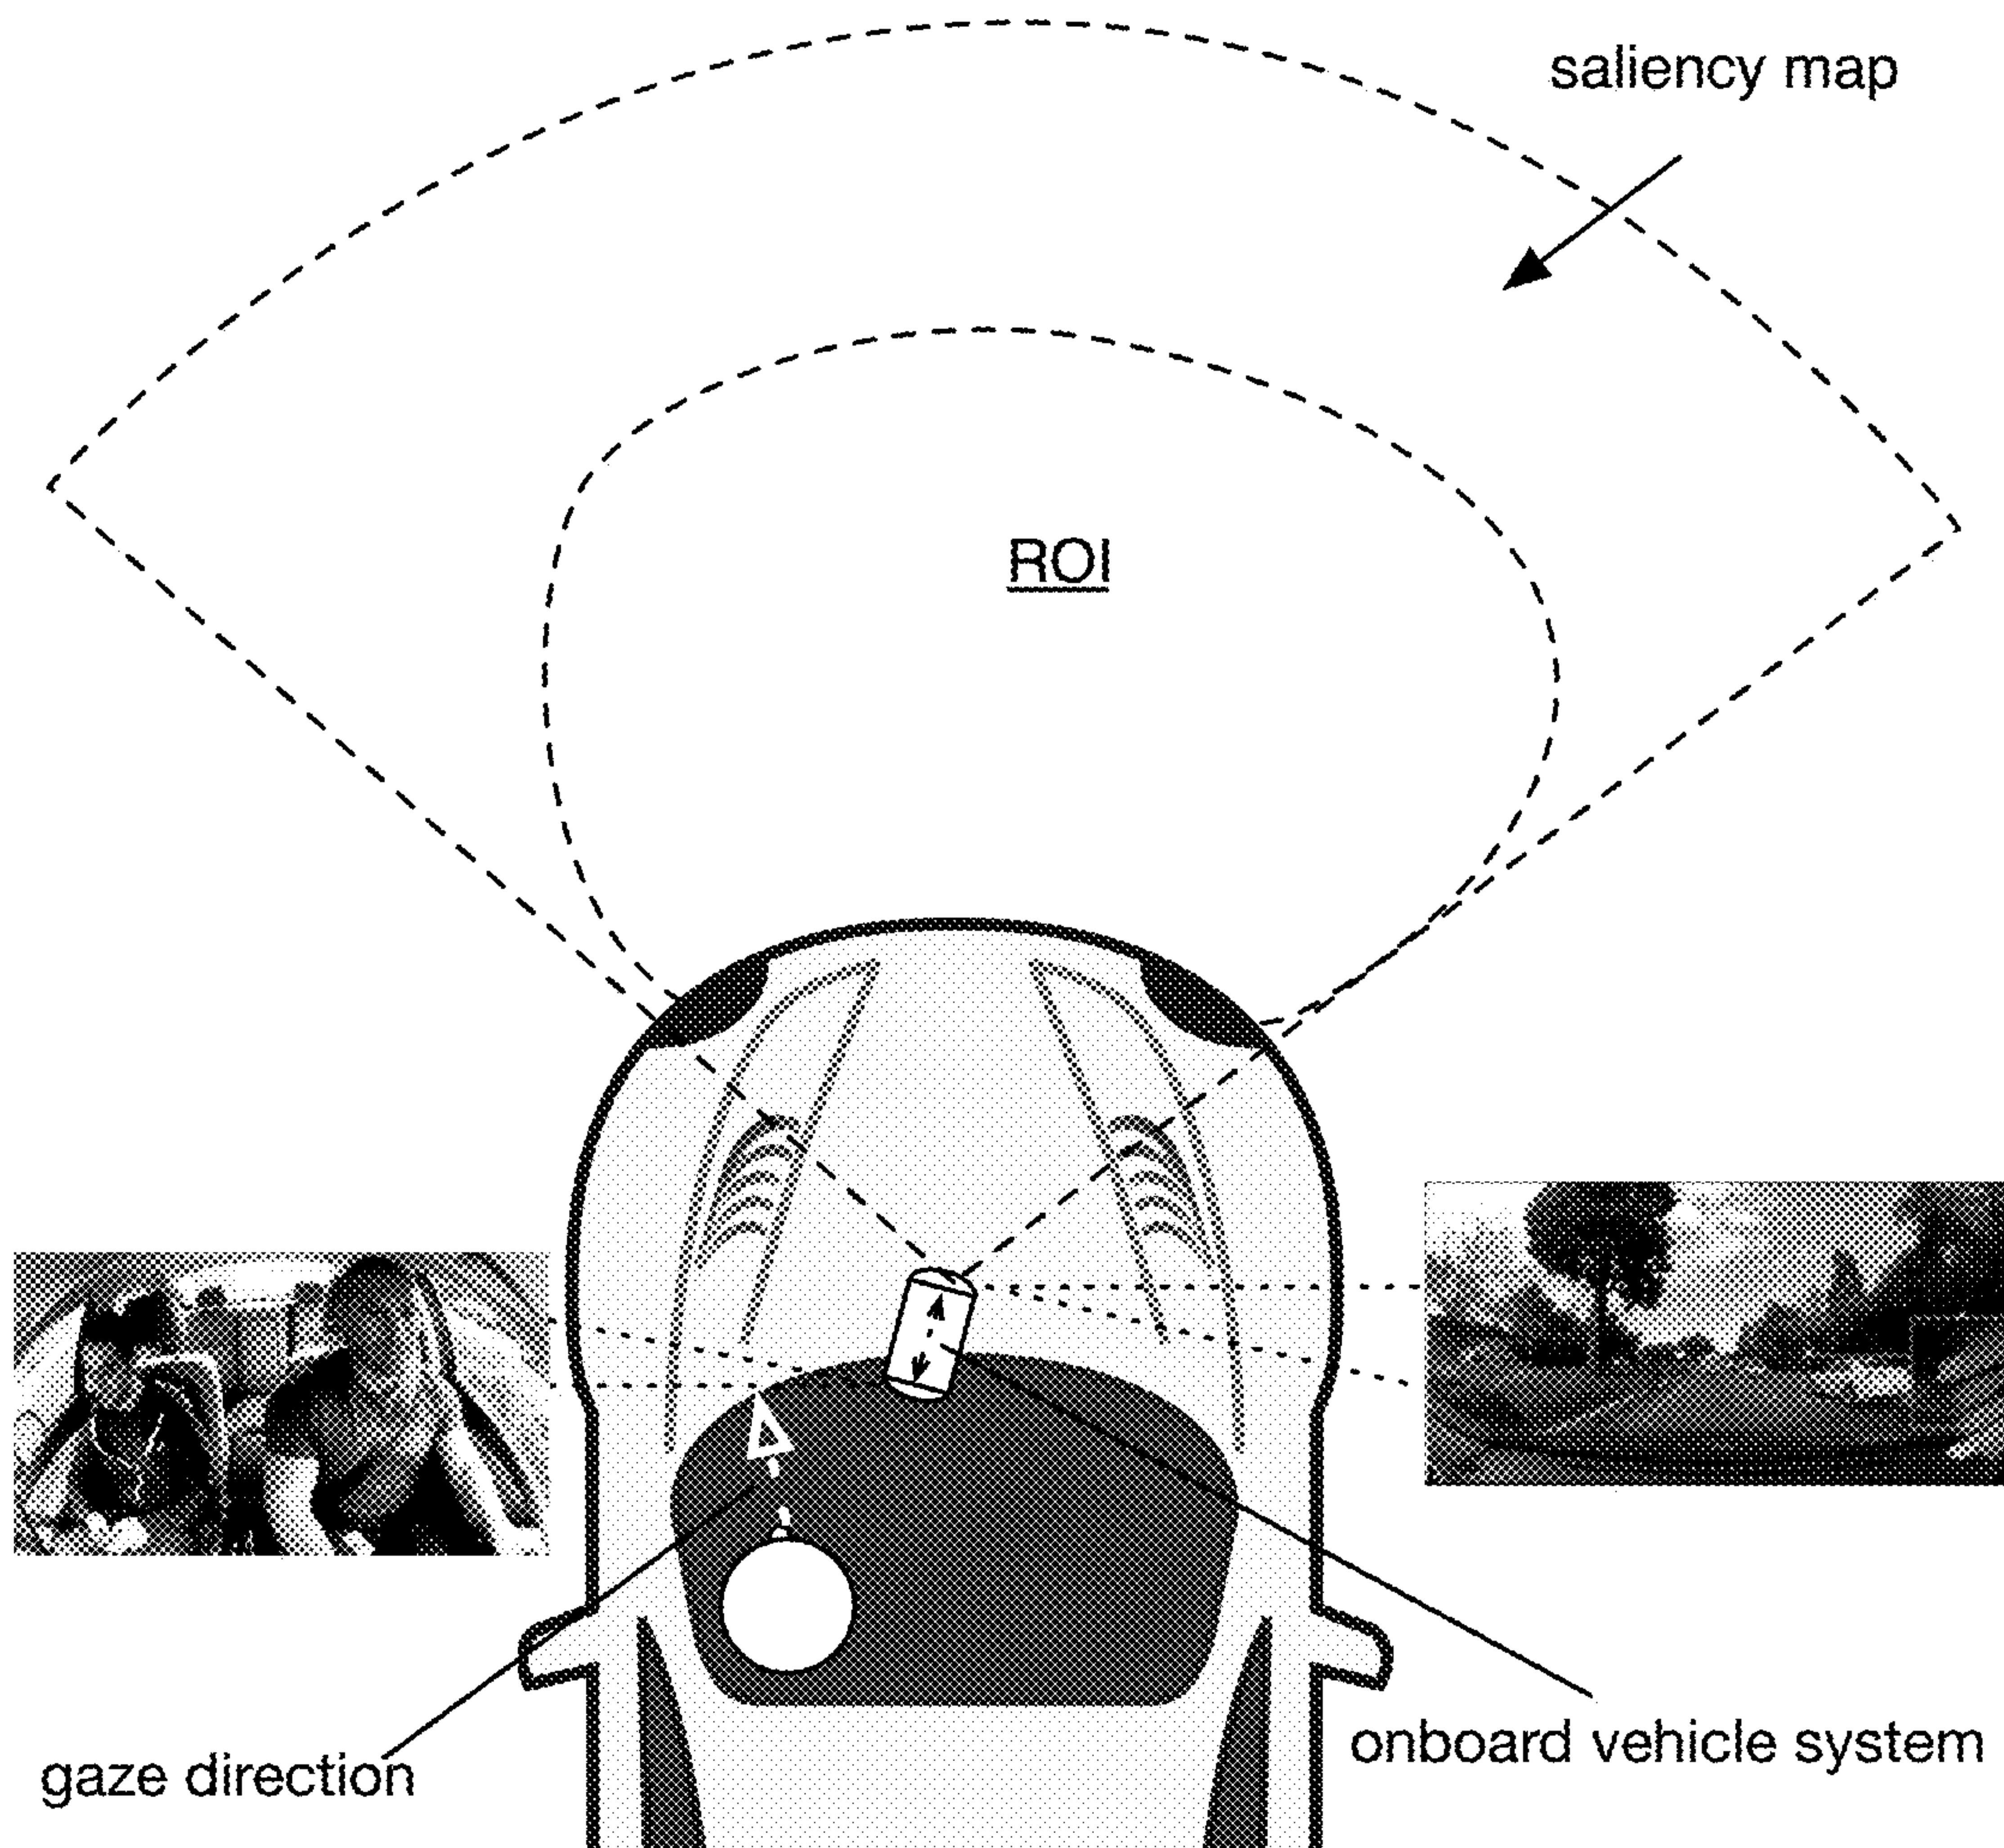 saliency map
ROI
gaze direction
onboard vehicle system